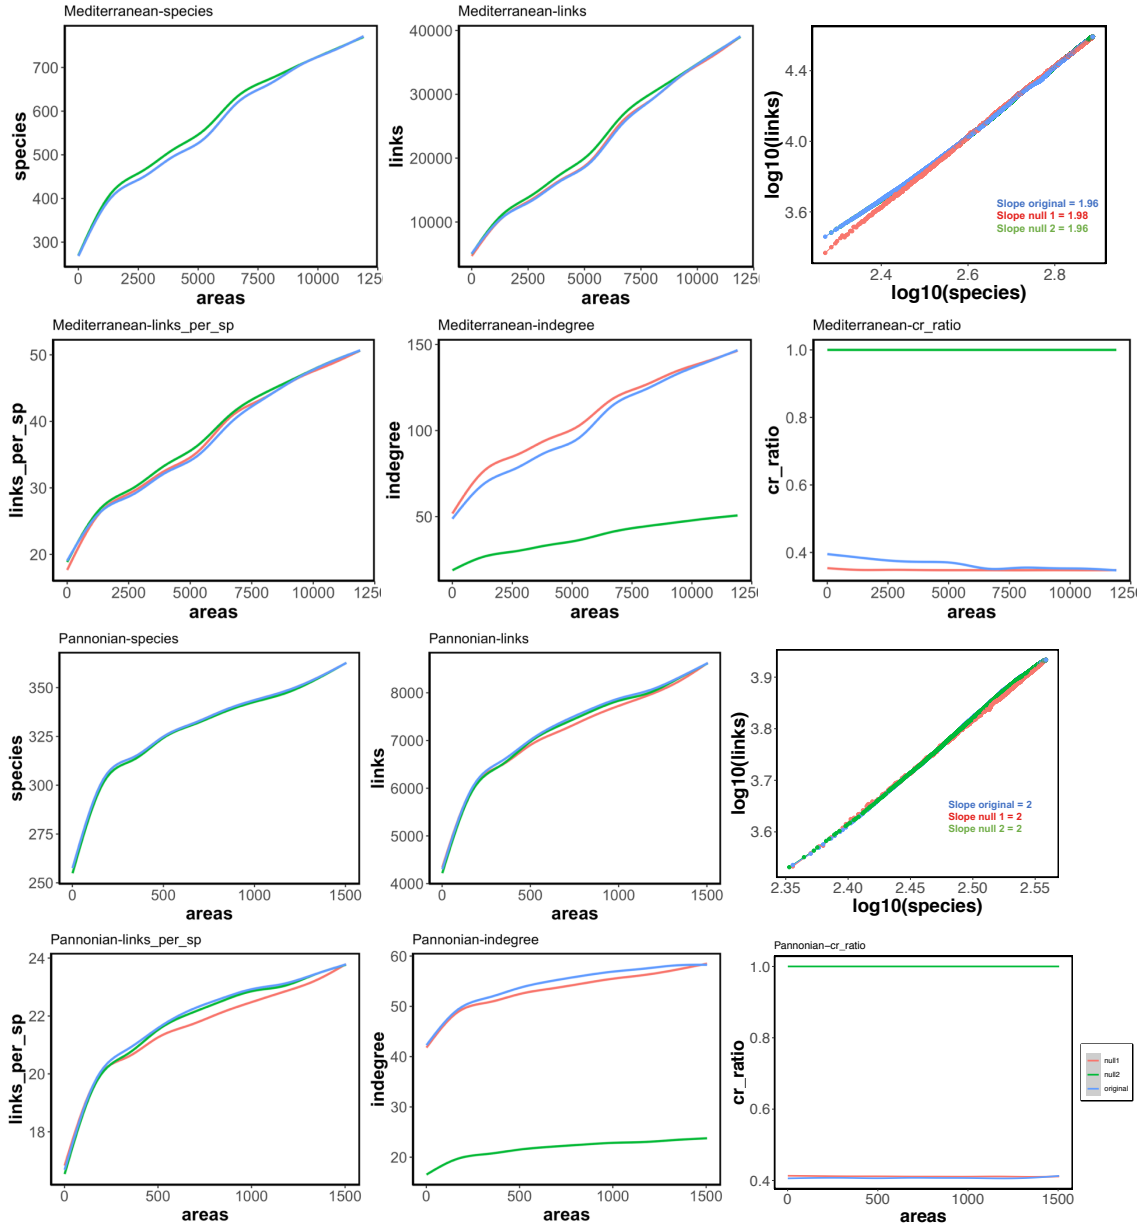 Mediterranean-species
Mediterranean-links
species
700
600
500
400
300
0
2500
5000
7500
10000
1250
areas
links
40000
30000
20000
10000
0
2500
5000
7500
10000
areas
log10(links)
4.4
4.0
3.6
Slope original = 1.96
Slope null 1 = 1.98
Slope null 2 = 1.96
2.4
2.6
2.8
log10(species)
Mediterranean-links_per_sp
Mediterranean-indegree
Mediterranean-cr_ratio
links_per_sp
50
40
30
20
0
2500
5000
7500
10000
1250
areas
indegree
150
100
50
0
2500
5000
7500
10000
1250
areas
cr_ratio
1.0
0.8
0.6
0.4
0
2500
5000
7500
10000
1250
areas
Pannonian-species
Pannonian-links
species
350
325
300
275
250
0
500
1000
1500
areas
links
8000
7000
6000
5000
4000
0
500
1000
1500
areas
log10(links)
3.9
3.8
3.7
3.6
Slope original = 2
Slope null 1 = 2
Slope null 2 = 2
2.35
2.40
2.45
2.50
2.55
log10(species)
Pannonian-links_per_sp
Pannonian-indegree
Pannonian-cr_ratio
links_per_sp
24
22
20
18
0
500
1000
1500
areas
indegree
60
50
40
30
20
0
500
1000
1500
areas
cr_ratio
1.0
0.8
0.6
0.4
0
500
1000
1500
areas
null1
null2
original